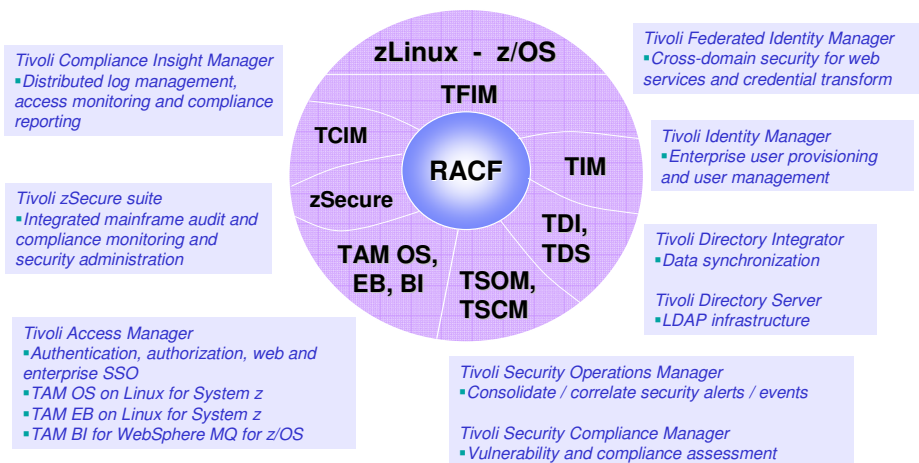 zLinux - z/OS
TFIM
TCIM
RACF
TIM
zSecure
TDI,
TDS
TAM OS,
EB, BI
TSOM,
TSCM
Tivoli Compliance Insight Manager
▪Distributed log management,
access monitoring and compliance
reporting
Tivoli zSecure suite
▪Integrated mainframe audit and
compliance monitoring and
security administration
Tivoli Access Manager
▪Authentication, authorization, web and
enterprise SSO
▪TAM OS on Linux for System z
▪TAM EB on Linux for System z
▪TAM BI for WebSphere MQ for z/OS
Tivoli Federated Identity Manager
▪Cross-domain security for web
services and credential transform
Tivoli Identity Manager
▪Enterprise user provisioning
and user management
Tivoli Directory Integrator
▪Data synchronization
Tivoli Directory Server
▪LDAP infrastructure
Tivoli Security Operations Manager
▪Consolidate / correlate security alerts / events
Tivoli Security Compliance Manager
▪Vulnerability and compliance assessment